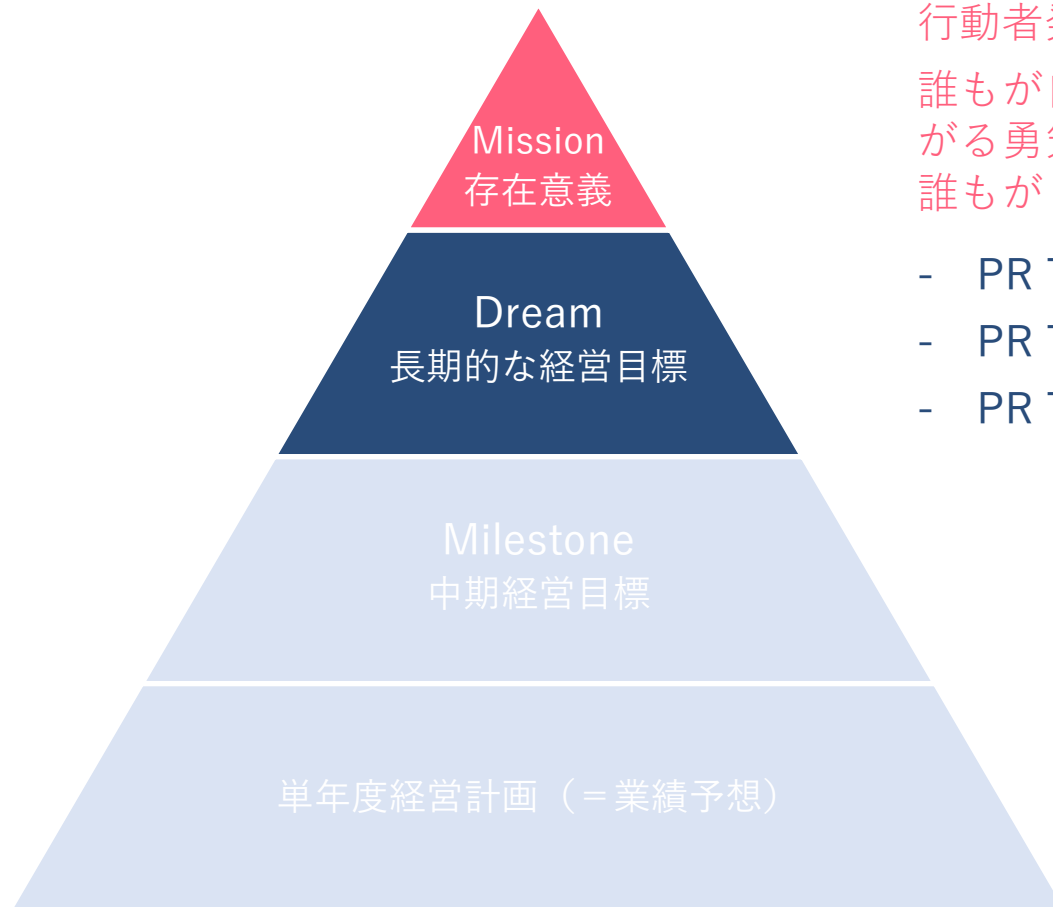 Mission
存在意義
Dream
長期的な経営目標
Milestone
中期経営目標
単年度経営計画（＝業績予想）
行動者
誰もが
がる勇
誰もが
- PR
- PR
- PR